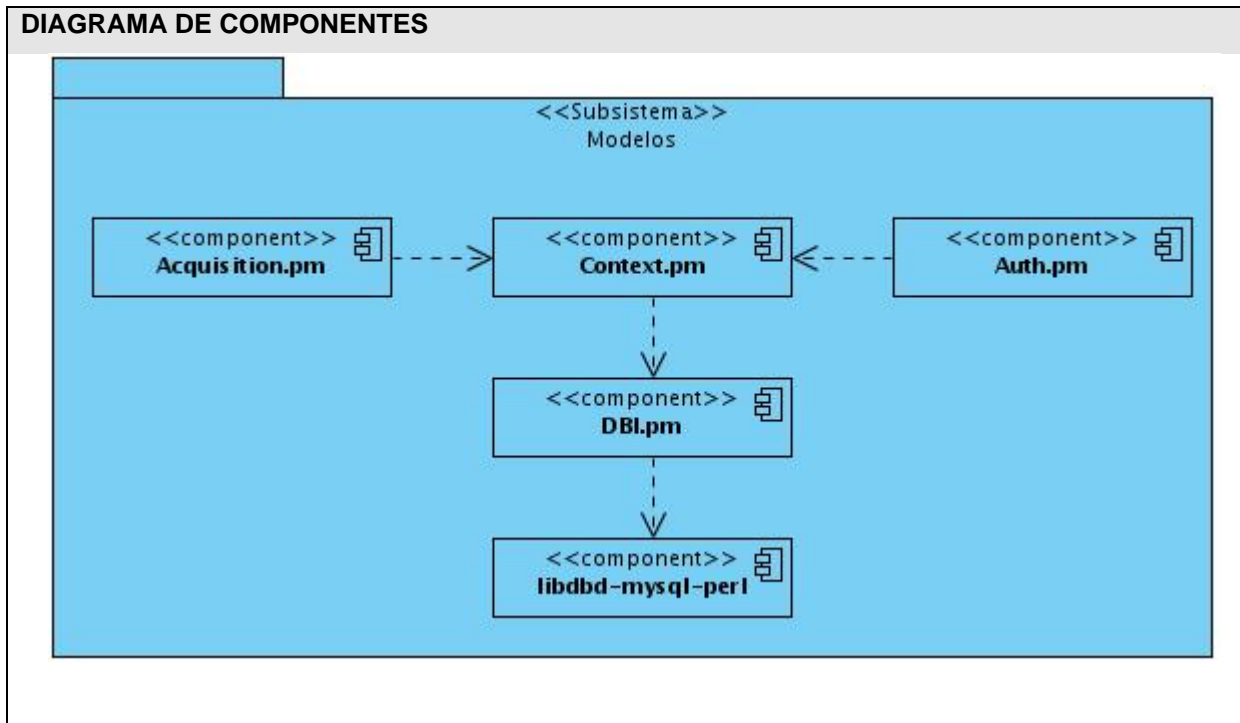 DIAGRAMA DE COMPONENTES
<<Subsistema>>
Modelos
<<component>>
Acquisition.pm
<<component>>
Context.pm
<<component>>
Auth.pm
<<component>>
DBI.pm
<<component>>
libdbd-mysql-perl